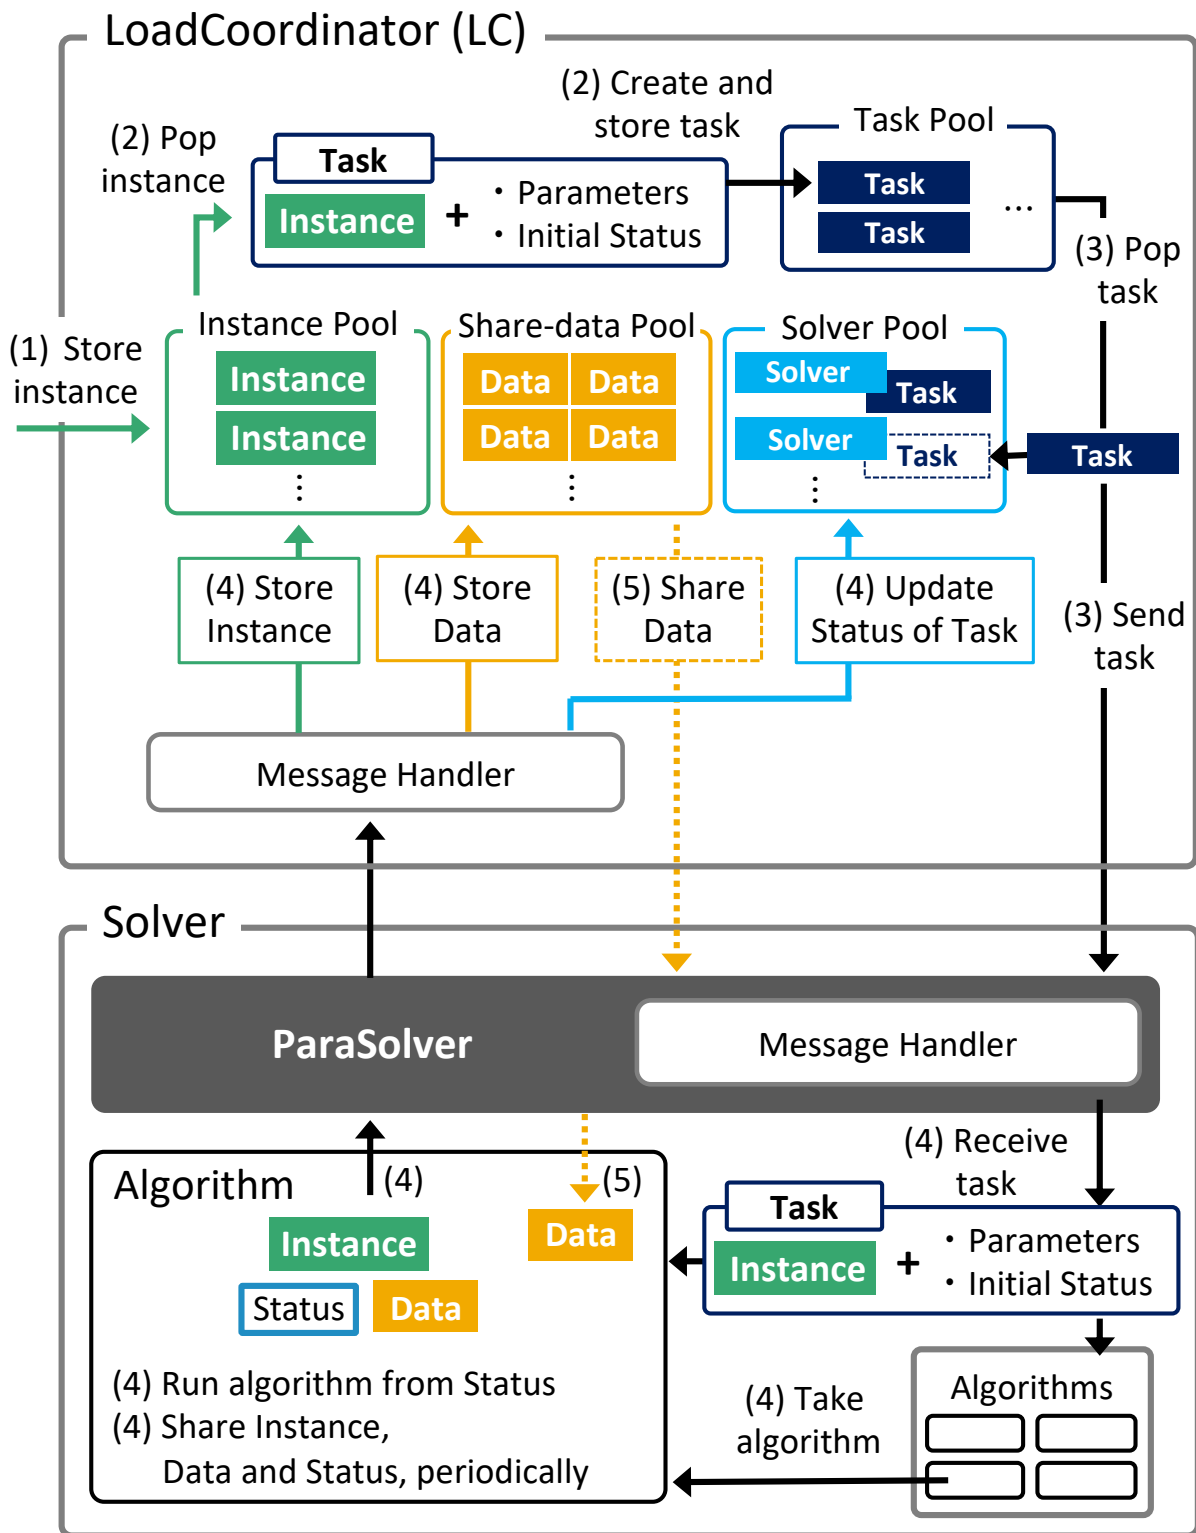 LoadCoordinator (LC)
(2) Create and
store task
Task Pool
(2) Pop
instance
Task
Instance
+
・Parameters
・Initial Status
Task
Task
...
(3) Pop
task
(1) Store
instance
Instance Pool
Instance
Instance
⋮
Share-data Pool
Data Data
Data Data
⋮
Solver Pool
Solver
Task
Solver
Task
⋮
Task
(4) Store
Instance
(4) Store
Data
(5) Share
Data
(4) Update
Status of Task
(3) Send
task
Message Handler
Solver
ParaSolver
Message Handler
(4) Receive
task
Algorithm
(4)
(5)
Instance
Data
Status
Data
(4) Run algorithm from Status
(4) Share Instance,
Data and Status, periodically
Task
Instance
+
・Parameters
・Initial Status
(4) Take
algorithm
Algorithms